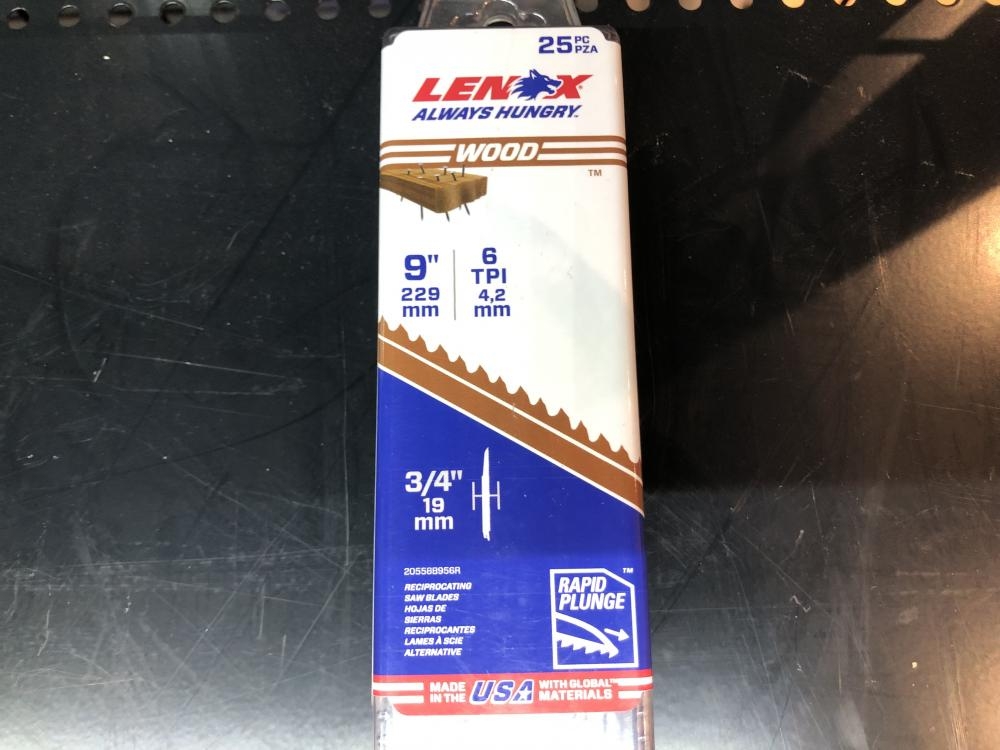 25 PC PZA
LENOX
ALWAYS HUNGRY.
WOOD
TM
9"
229
mm
6
TPI
4,2
mm
3/4"
19
mm
20558B956R
RECIPROCATING
SAW BLADES
HOJAS DE
SIERRAS
RECIPROCANTES
LAMES À SCIE
ALTERNATIVE
TM
RAPID
PLUNGE
MADE IN THE USA WITH GLOBAL™ MATERIALS